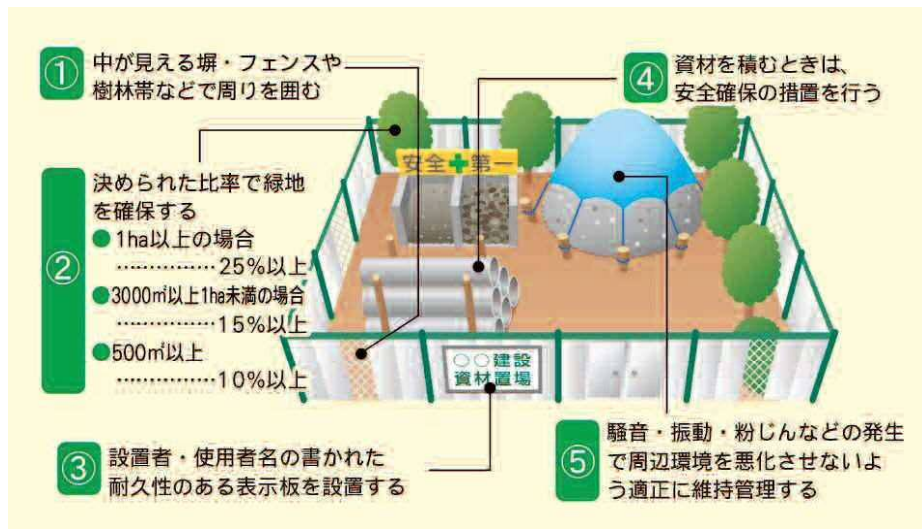 ① 中が見える塀・フェンスや
樹林帯などで周りを囲む
② 決められた比率で緑地
を確保する
●1ha以上の場合
……………25%以上
●3000㎡以上1ha未満の場合
……………15%以上
●500㎡以上
……………10%以上
③ 設置者・使用者名の書かれた
耐久性のある表示板を設置する
④ 資材を積むときは、
安全確保の措置を行う
⑤ 騒音・振動・粉じんなどの発生
で周辺環境を悪化させないよ
う適正に維持管理する
安全✚第一
○○建設
資材置場